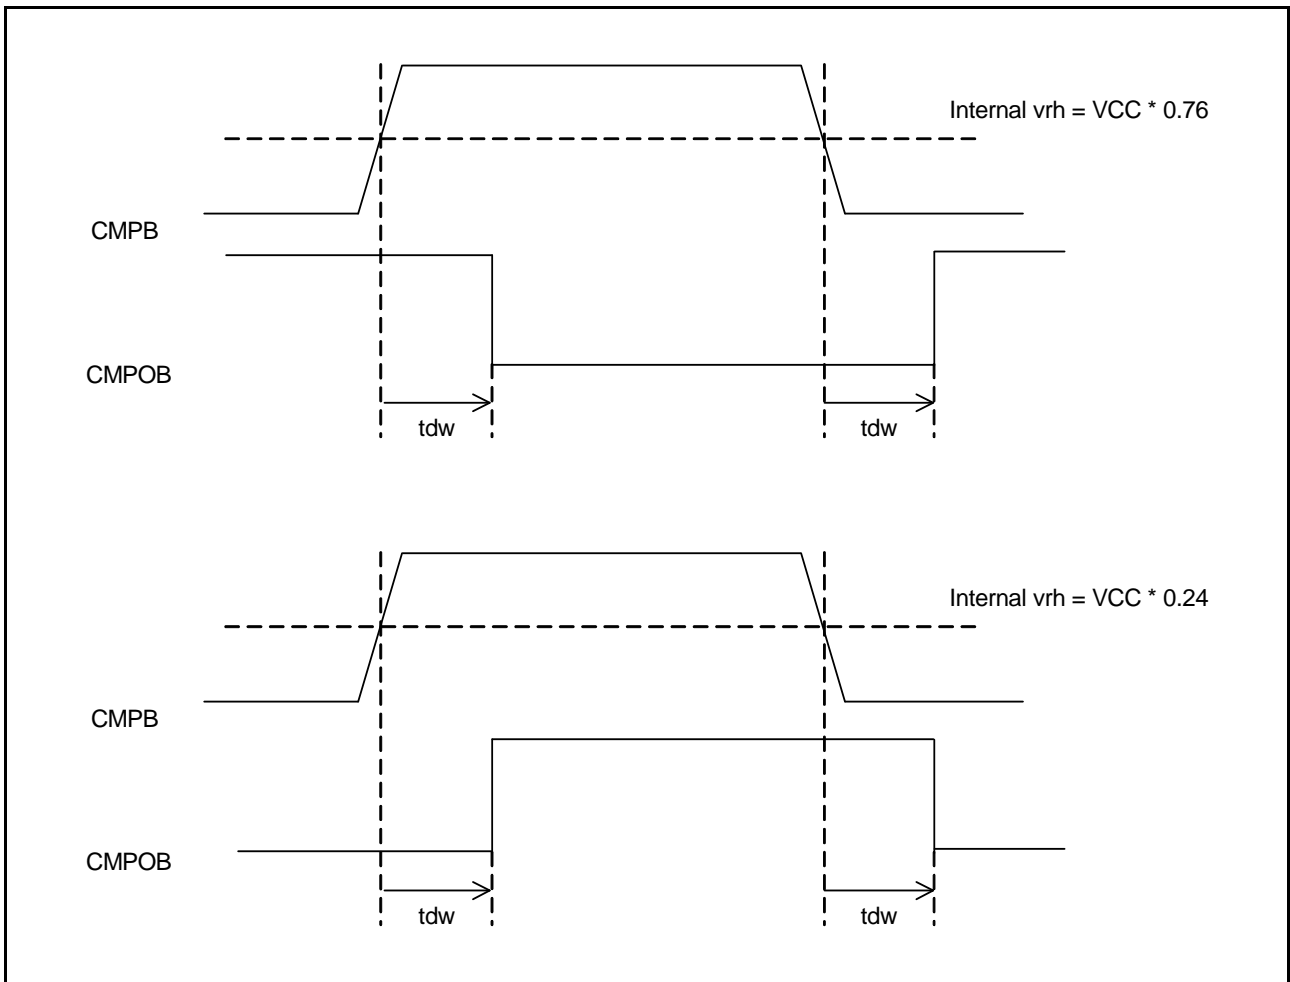 Internal vrh = VCC * 0.76
CMPB
CMPOB
tdw
tdw
Internal vrh = VCC * 0.24
CMPB
CMPOB
tdw
tdw